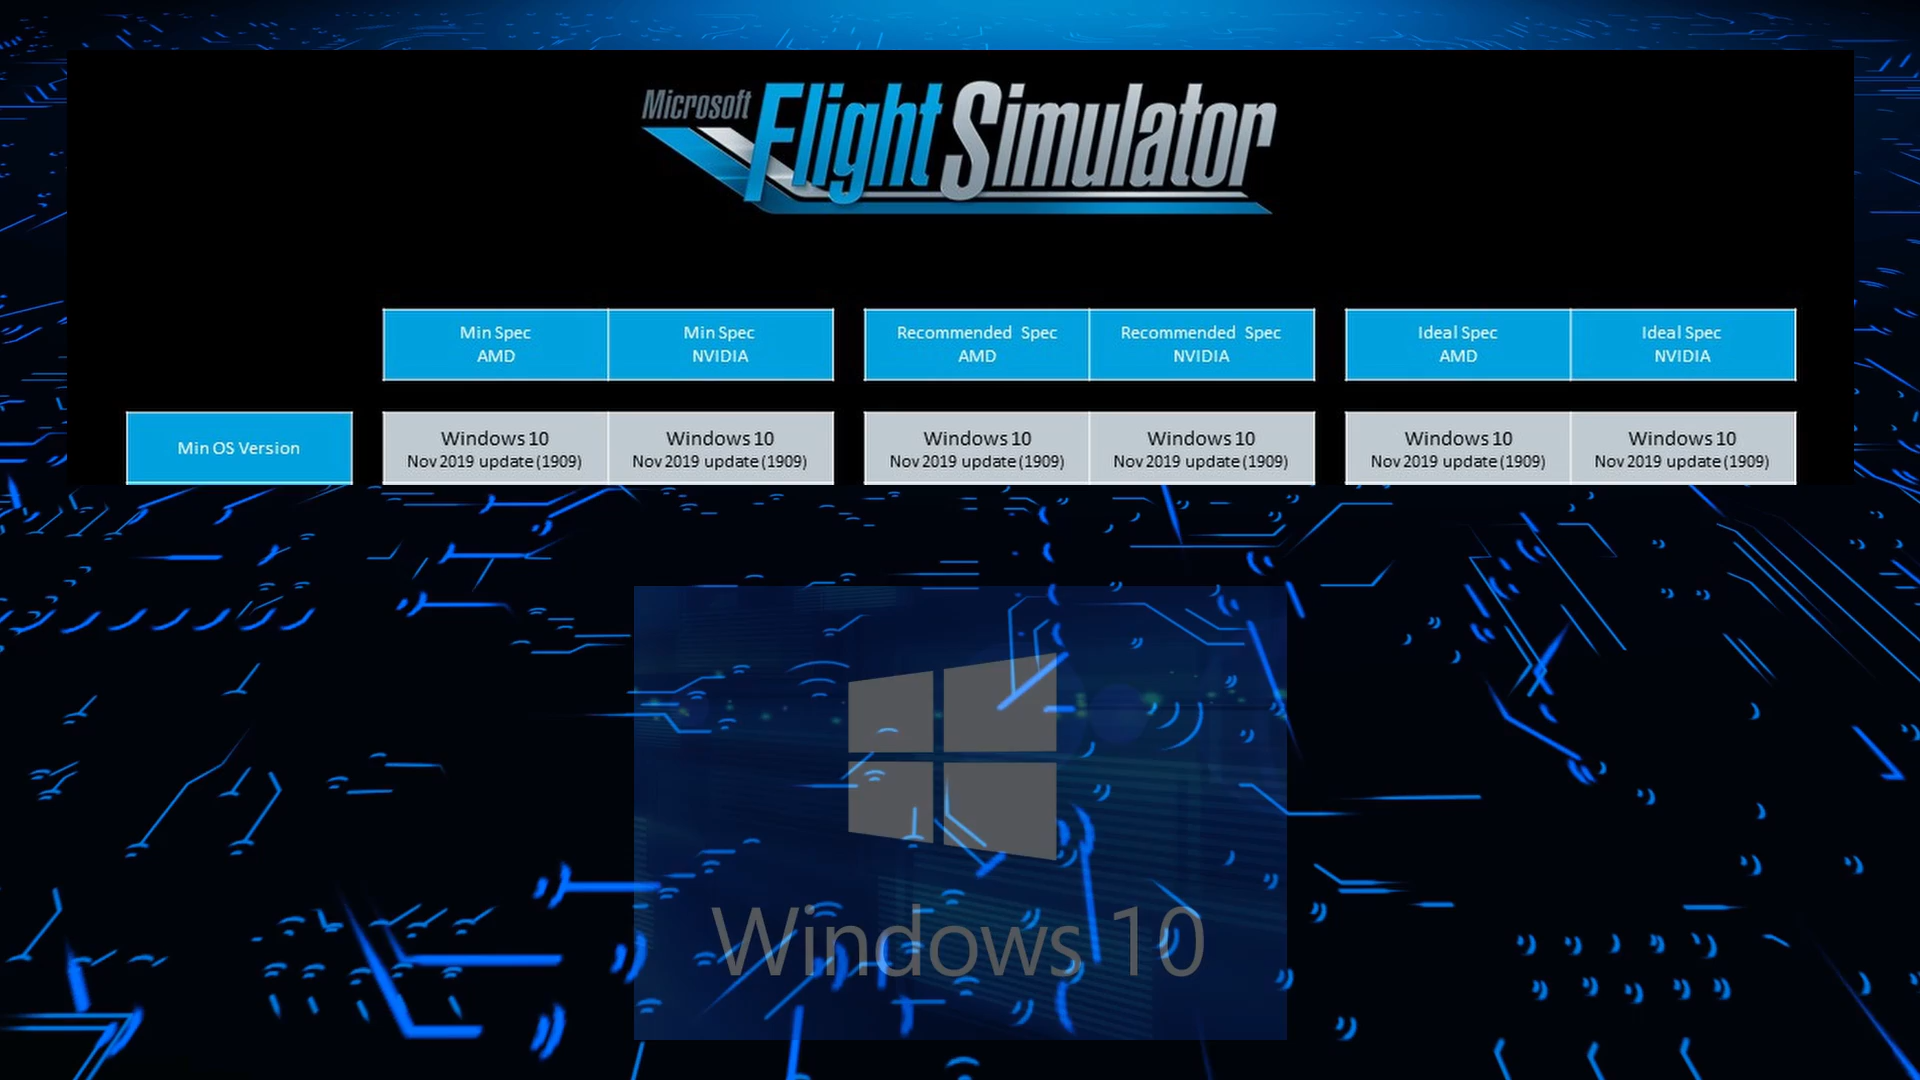 Microsoft Flight Simulator
Min Spec
AMD
Min Spec
NVIDIA
Recommended Spec
AMD
Recommended Spec
NVIDIA
Ideal Spec
AMD
Ideal Spec
NVIDIA
Min OS Version
Windows 10
Nov 2019 update (1909)
Windows 10
Nov 2019 update (1909)
Windows 10
Nov 2019 update (1909)
Windows 10
Nov 2019 update (1909)
Windows 10
Nov 2019 update (1909)
Windows 10
Nov 2019 update (1909)
Windows 10